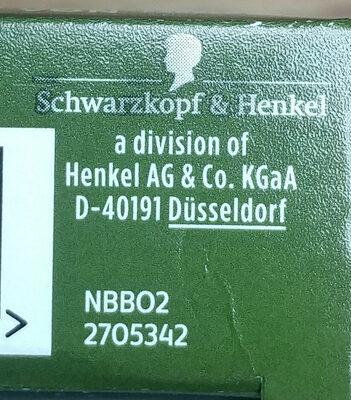 Schwarzkopf & Henkel
a division of
Henkel AG & Co. KGaA
D-40191 Düsseldorf
NBBO2
2705342
>